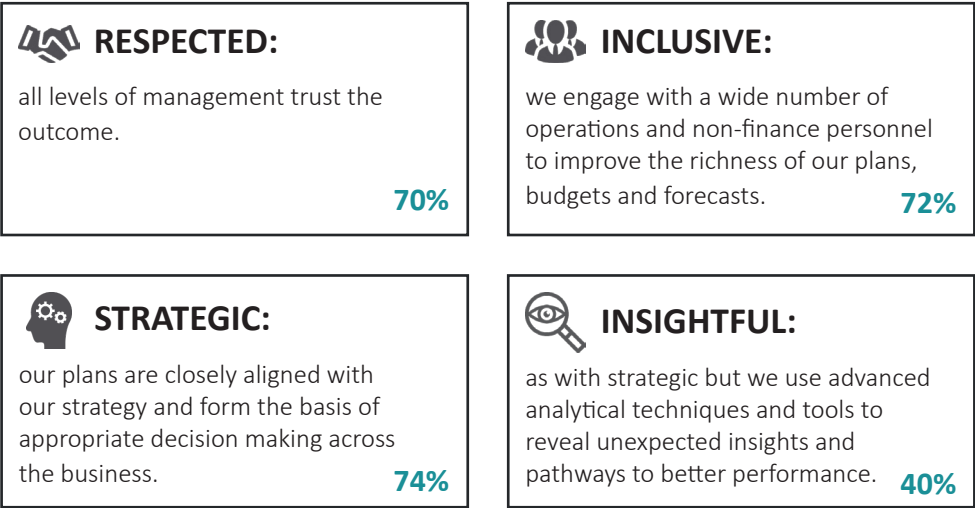 RESPECTED:
all levels of management trust the
outcome.
70%
INCLUSIVE:
we engage with a wide number of
operations and non-finance personnel
to improve the richness of our plans,
budgets and forecasts.
72%
STRATEGIC:
our plans are closely aligned with
our strategy and form the basis of
appropriate decision making across
the business.
74%
INSIGHTFUL:
as with strategic but we use advanced
analytical techniques and tools to
reveal unexpected insights and
pathways to better performance.
40%